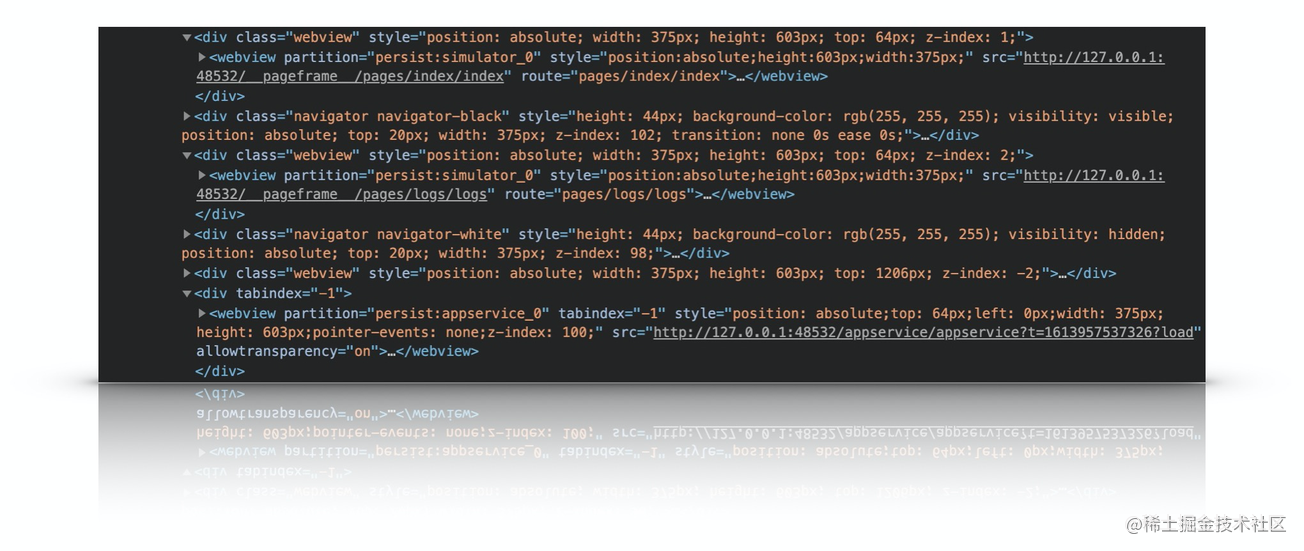 ▼<div class="webview" style="position: absolute; width: 375px; height: 603px; top: 64px; z-index: 1;">
▶<webview partition="persist:simulator_0" style="position:absolute;height:603px;width:375px;" src="http://127.0.0.1:
48532/__pageframe__/pages/index/index" route="pages/index/index">…</webview>
</div>
▶<div class="navigator navigator-black" style="height: 44px; background-color: rgb(255, 255, 255); visibility: visible;
position: absolute; top: 20px; width: 375px; z-index: 102; transition: none 0s ease 0s;">…</div>
▼<div class="webview" style="position: absolute; width: 375px; height: 603px; top: 64px; z-index: 2;">
▶<webview partition="persist:simulator_0" style="position:absolute;height:603px;width:375px;" src="http://127.0.0.1:
48532/__pageframe__/pages/logs/logs" route="pages/logs/logs">…</webview>
</div>
▶<div class="navigator navigator-white" style="height: 44px; background-color: rgb(255, 255, 255); visibility: hidden;
position: absolute; top: 20px; width: 375px; z-index: 98;">…</div>
▶<div class="webview" style="position: absolute; width: 375px; height: 603px; top: 1206px; z-index: -2;">…</div>
▼<div tabindex="-1">
▶<webview partition="persist:appservice_0" tabindex="-1" style="position: absolute;top: 64px;left: 0px;width: 375px;
height: 603px;pointer-events: none;z-index: 100;" src="http://127.0.0.1:48532/appservice/appservice?t=1613957537326?load"
allowtransparency="on">…</webview>
</div>
@稀土掘金技术社区